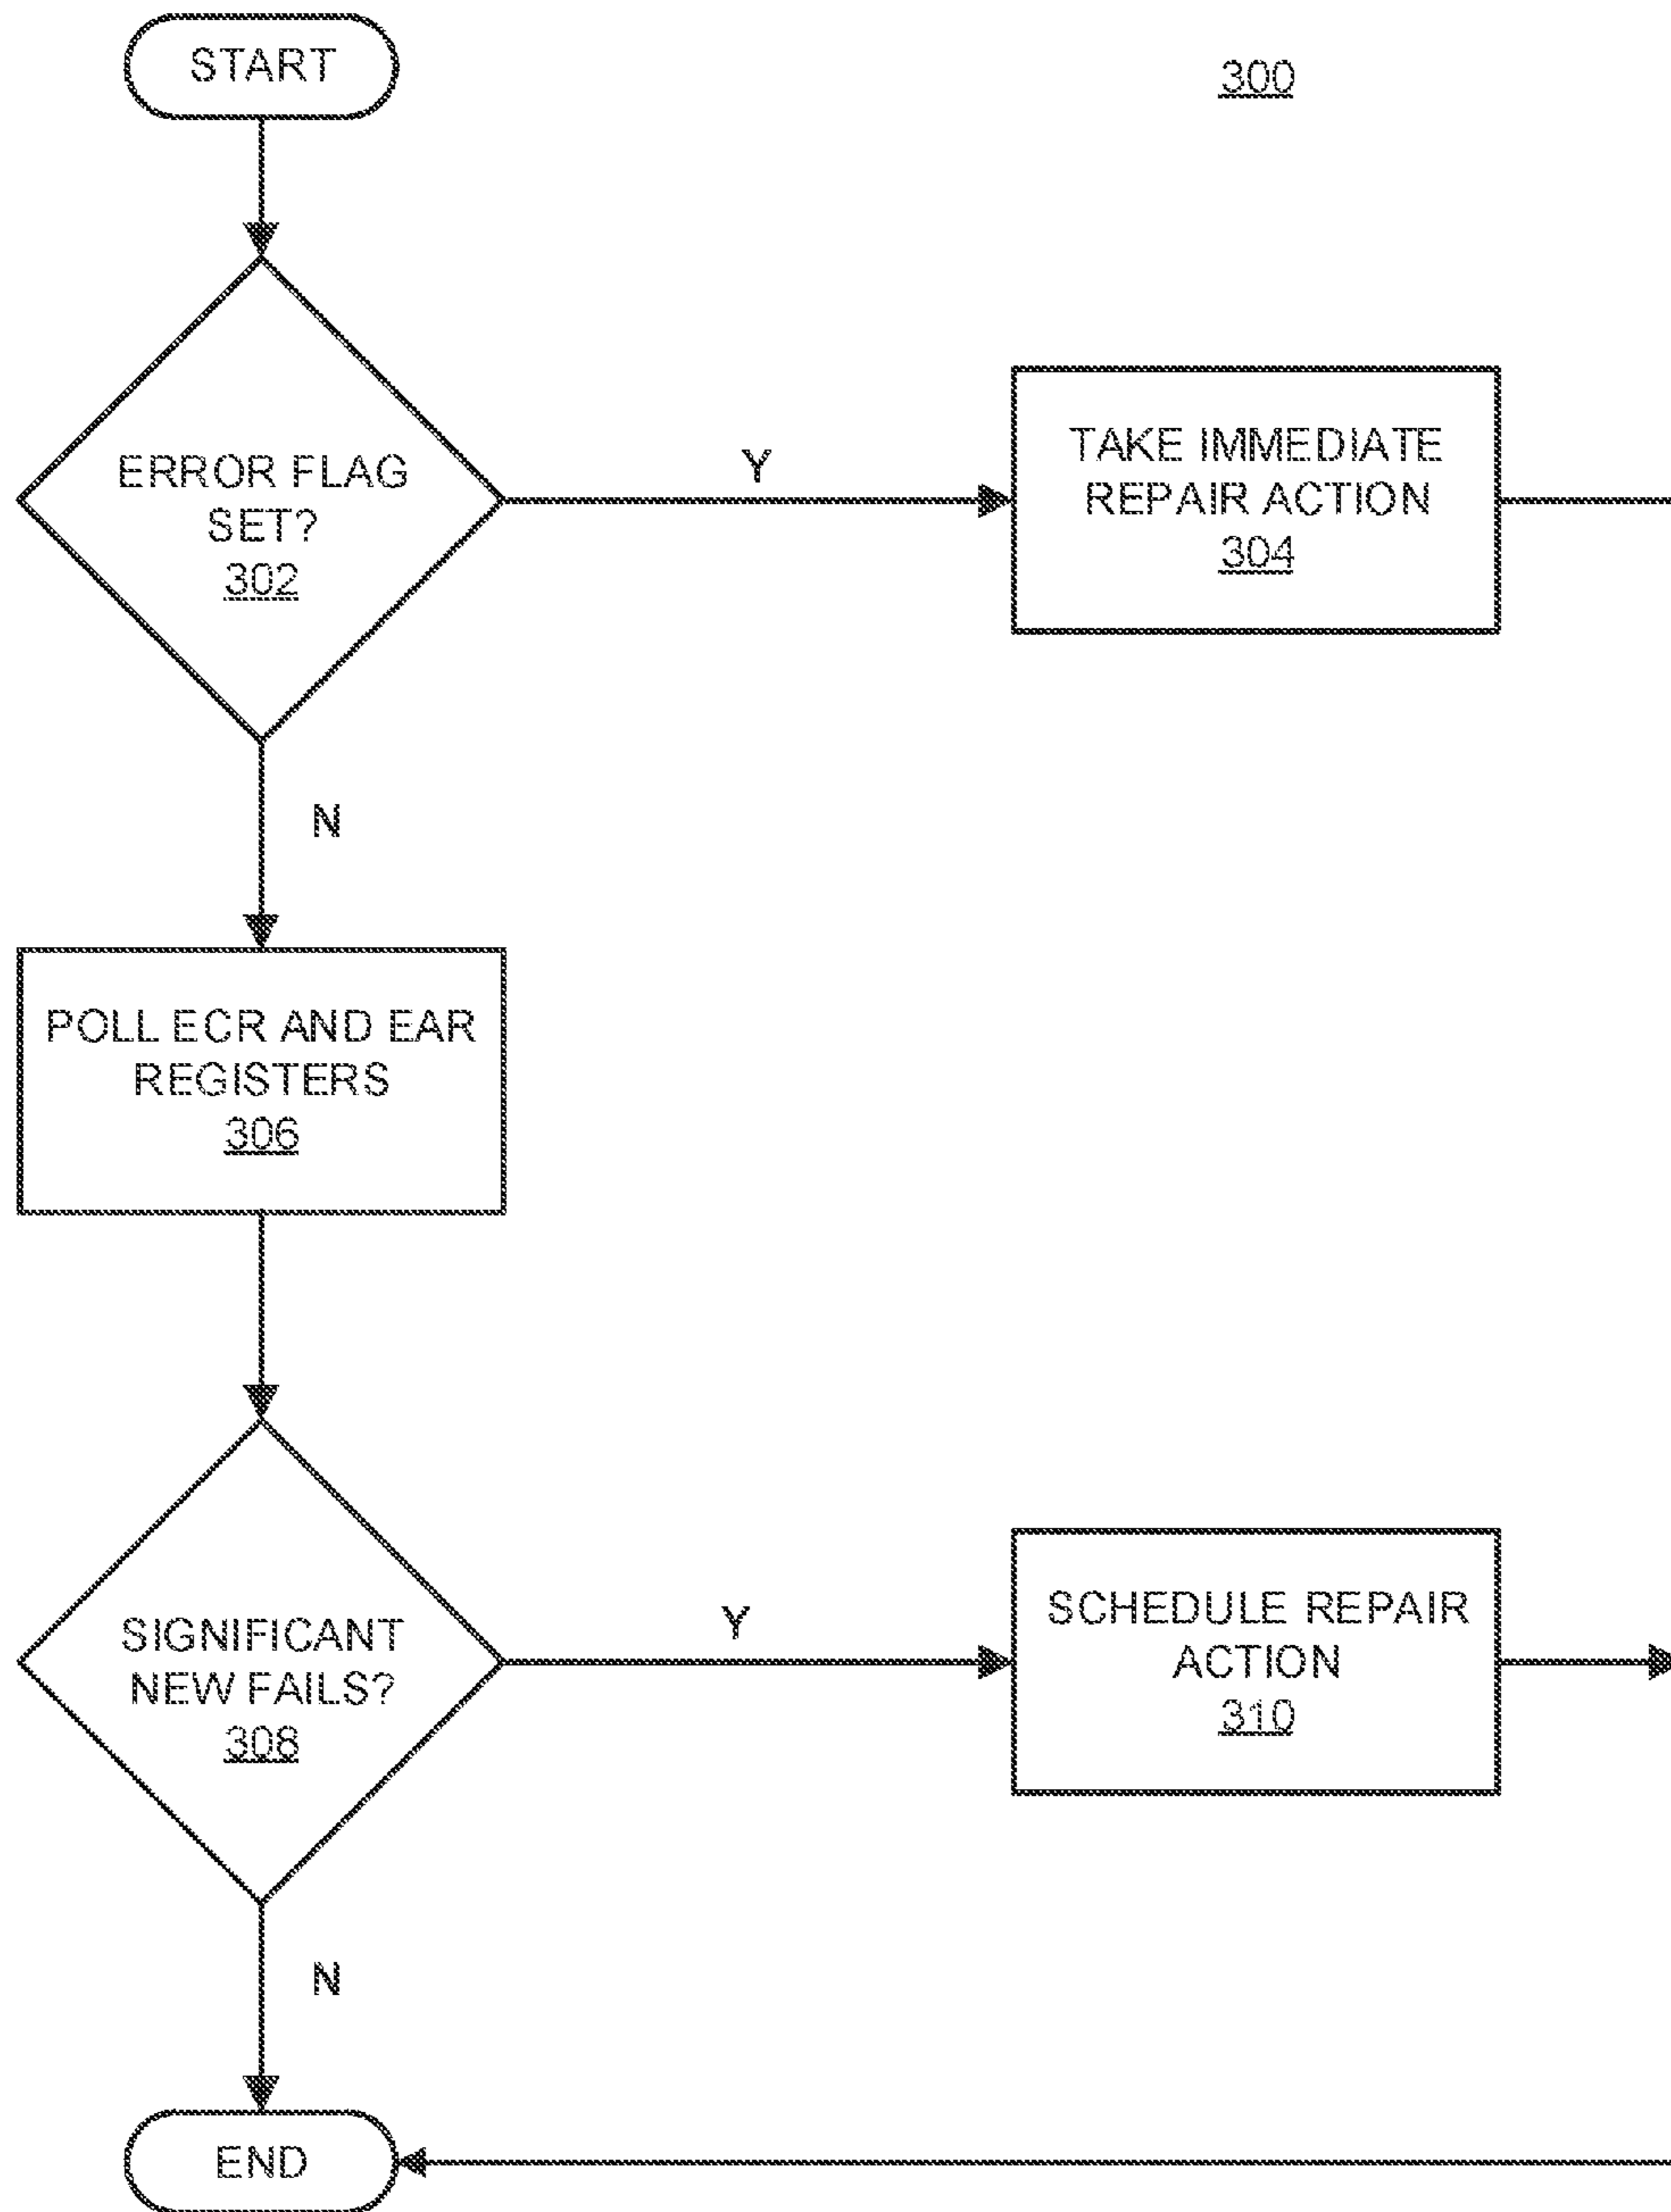 START
300
ERROR FLAG
SET?
302
Y
TAKE IMMEDIATE
REPAIR ACTION
304
N
POLL ECR AND EAR
REGISTERS
306
SIGNIFICANT
NEW FAILS?
308
Y
SCHEDULE REPAIR
ACTION
310
N
END